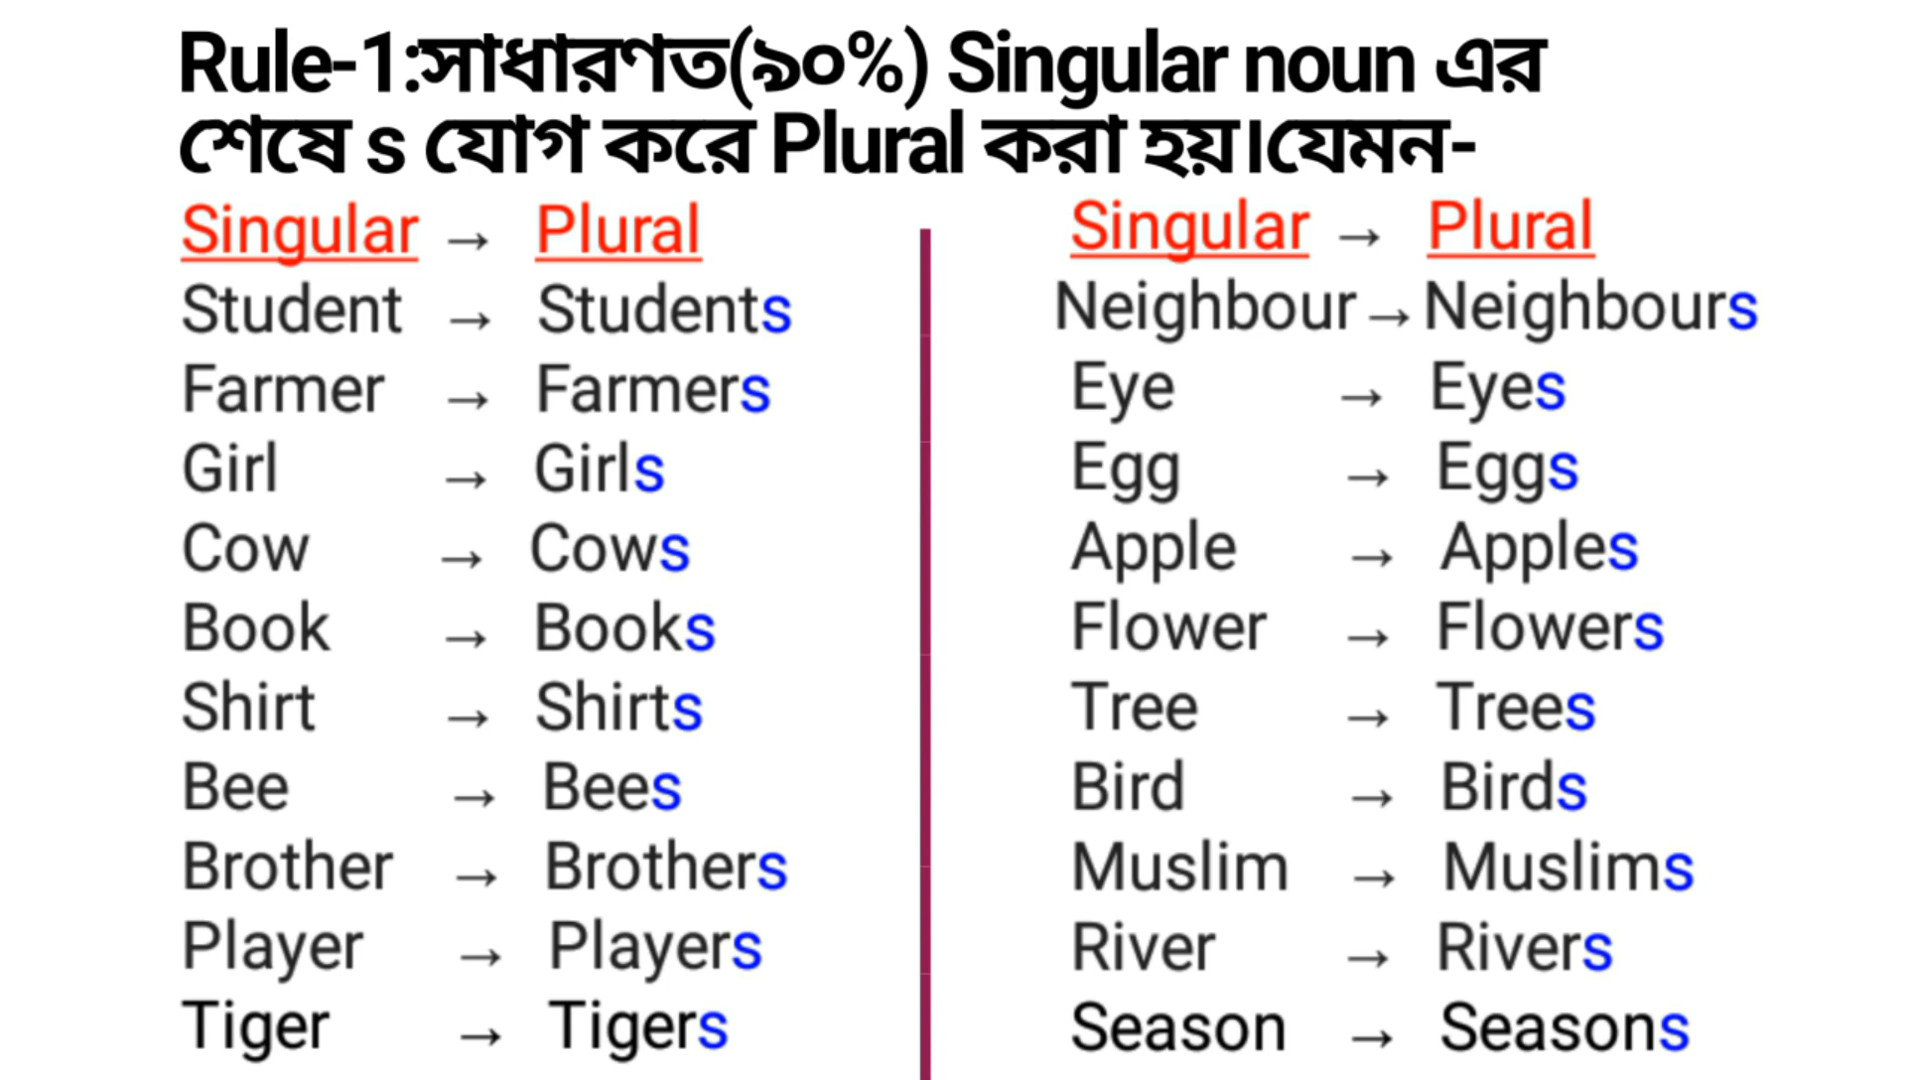 Rule-1:সাধারণত(৯০%) Singular noun এর
শেষে s যোগ করে Plural করা হয়।যেমন-
Singular → Plural
Student → Students
Farmer → Farmers
Girl → Girls
Cow → Cows
Book → Books
Shirt → Shirts
Bee → Bees
Brother → Brothers
Player → Players
Tiger → Tigers
Singular → Plural
Neighbour → Neighbours
Eye → Eyes
Egg → Eggs
Apple → Apples
Flower → Flowers
Tree → Trees
Bird → Birds
Muslim → Muslims
River → Rivers
Season → Seasons